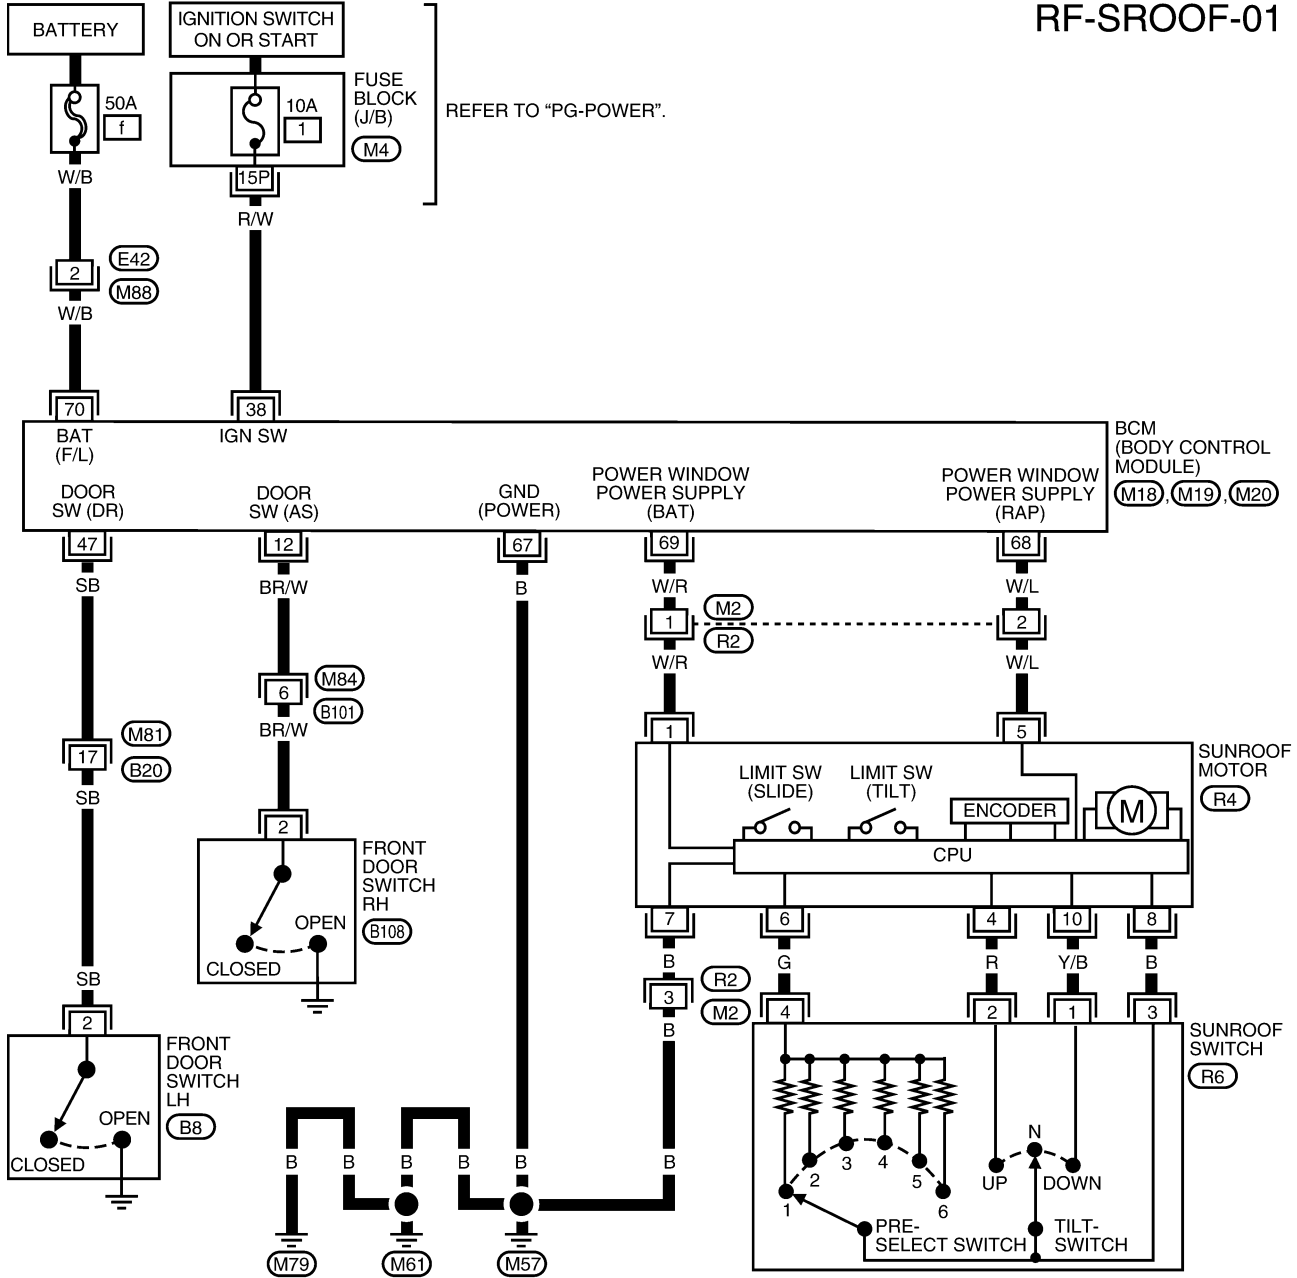 RF-SROOF-01
BATTERY
IGNITION SWITCH
ON OR START
50A
f
10A
1
FUSE
BLOCK
(J/B)
M4
REFER TO “PG-POWER”.
15P
W/B
R/W
2
E42
M88
W/B
70
38
BAT
(F/L)
IGN SW
BCM
(BODY CONTROL
MODULE)
M18, M19, M20
DOOR
SW (DR)
DOOR
SW (AS)
GND
(POWER)
POWER WINDOW
POWER SUPPLY
(BAT)
POWER WINDOW
POWER SUPPLY
(RAP)
47
12
67
69
68
SB
BR/W
B
W/R
W/L
1
M2
R2
2
W/R
W/L
6
M84
B101
BR/W
17
M81
B20
SB
1
5
SUNROOF
MOTOR
R4
LIMIT SW
(SLIDE)
LIMIT SW
(TILT)
ENCODER
M
CPU
2
FRONT
DOOR
SWITCH
RH
B108
OPEN
CLOSED
7
6
4
10
8
B
G
R
Y/B
B
SB
3
R2
M2
B
4
2
1
3
SUNROOF
SWITCH
R6
2
FRONT
DOOR
SWITCH
LH
B8
OPEN
CLOSED
B
B
B
B
B
B
1
2
3
4
5
6
N
UP
DOWN
PRE-
SELECT SWITCH
TILT-
SWITCH
M79
M61
M57